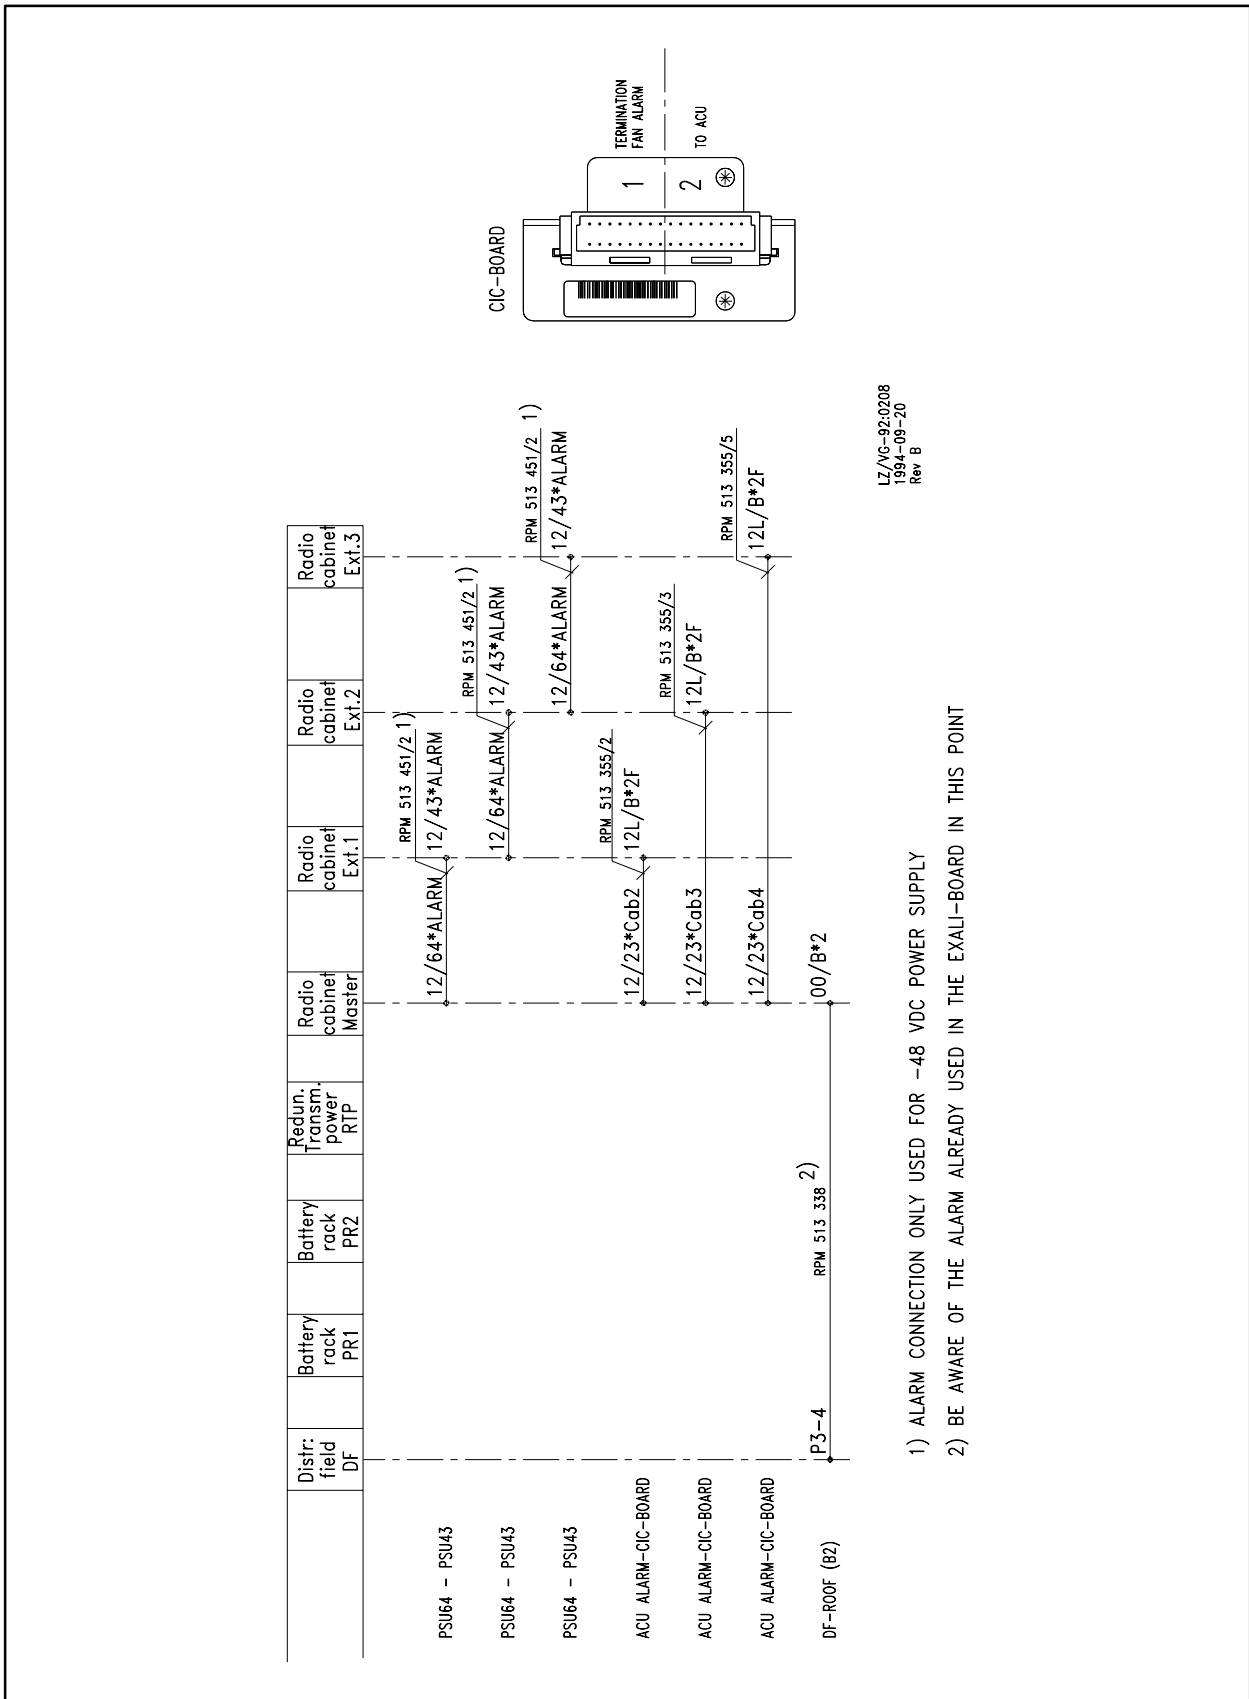 Distr:
field
DF
Battery
rack
PR1
Battery
rack
PR2
Redun.
Transm.
power
RTP
Radio
cabinet
Master
Radio
cabinet
Ext.1
Radio
cabinet
Ext.2
Radio
cabinet
Ext.3
PSU64 - PSU43
12/64*ALARM
RPM 513 451/2 1)
12/43*ALARM
PSU64 - PSU43
12/64*ALARM
RPM 513 451/2 1)
12/43*ALARM
PSU64 - PSU43
12/64*ALARM
RPM 513 451/2 1)
12/43*ALARM
ACU ALARM-CIC-BOARD
12/23*Cab2
RPM 513 355/2
12L/B*2F
ACU ALARM-CIC-BOARD
12/23*Cab3
RPM 513 355/3
12L/B*2F
ACU ALARM-CIC-BOARD
12/23*Cab4
RPM 513 355/5
12L/B*2F
DF-ROOF (B2)
P3-4
RPM 513 338 2)
00/B*2
CIC-BOARD
1
2
TERMINATION
FAN ALARM
TO ACU
LZ/VG-92:0208
1994-09-20
Rev B
1) ALARM CONNECTION ONLY USED FOR -48 VDC POWER SUPPLY
2) BE AWARE OF THE ALARM ALREADY USED IN THE EXALI-BOARD IN THIS POINT